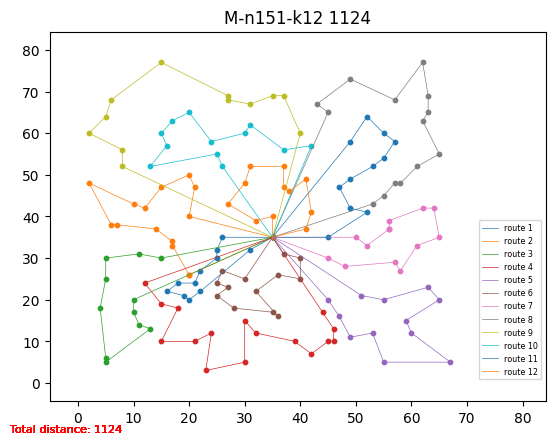 M-n151-k12 1124
80
70
60
50
40
30
20
10
0
0 10 20 30 40 50 60 70 80
route 1
route 2
route 3
route 4
route 5
route 6
route 7
route 8
route 9
route 10
route 11
route 12
Total distance: 1124